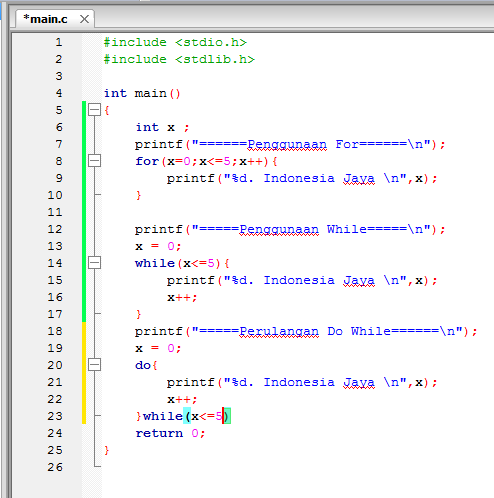 *main.c
1 #include <stdio.h>
2 #include <stdlib.h>
3
4 int main()
5 {
6 int x ;
7 printf("======Penggunaan For======\n");
8 for(x=0;x<=5;x++){
9 printf("%d. Indonesia Jaya \n",x);
10 }
11
12 printf("=====Penggunaan While=====\n");
13 x = 0;
14 while(x<=5){
15 printf("%d. Indonesia Jaya \n",x);
16 x++;
17 }
18 printf("=====Perulangan Do While======\n");
19 x = 0;
20 do{
21 printf("%d. Indonesia Jaya \n",x);
22 x++;
23 }while(x<=5)
24 return 0;
25 }
26